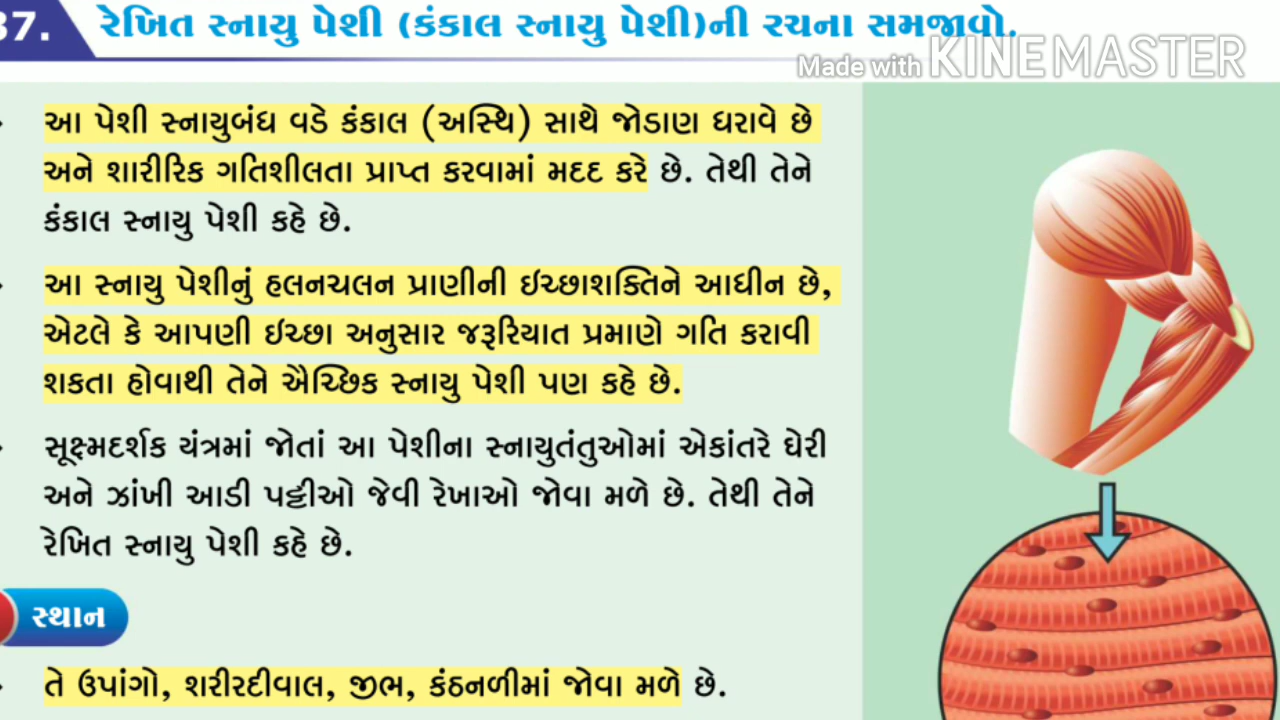 37. રેખિત સ્નાયુ પેશી (કંકાલ સ્નાયુ પેશી)ની રચના સમજાવો.
Made with KINEMASTER
આ પેશી સ્નાયુબંધ વડે કંકાલ (અસ્થિ) સાથે જોડાણ ધરાવે છે
અને શારીરિક ગતિશીલતા પ્રાપ્ત કરવામાં મદદ કરે છે. તેથી તેને
કંકાલ સ્નાયુ પેશી કહે છે.
આ સ્નાયુ પેશીનું હલનચલન પ્રાણીની ઈચ્છાશક્તિને આધીન છે,
એટલે કે આપણી ઈચ્છા અનુસાર જરૂરિયાત પ્રમાણે ગતિ કરાવી
શકતા હોવાથી તેને ઐચ્છિક સ્નાયુ પેશી પણ કહે છે.
સૂક્ષ્મદર્શક યંત્રમાં જોતાં આ પેશીના સ્નાયુતંતુઓમાં એકાંતરે ઘેરી
અને ઝાંખી આડી પટ્ટીઓ જેવી રેખાઓ જોવા મળે છે. તેથી તેને
રેખિત સ્નાયુ પેશી કહે છે.
સ્થાન
તે ઉપાંગો, શરીરદીવાલ, જીભ, કંઠનળીમાં જોવા મળે છે.